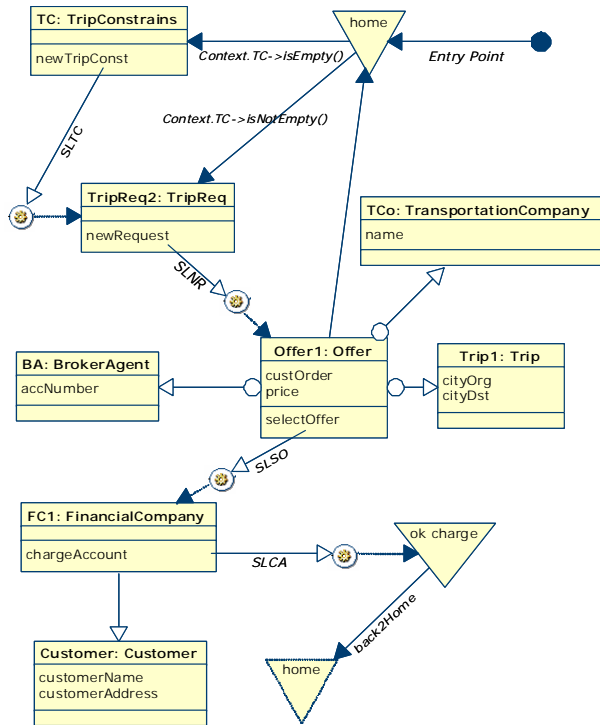 TC: TripConstrains
newTripConst
home
Context.TC->isEmpty()
Entry Point
Context.TC->isNotEmpty()
SLTC
TripReq2: TripReq
newRequest
TCo: TransportationCompany
name
SLNR
BA: BrokerAgent
accNumber
Offer1: Offer
custOrder
price
selectOffer
Trip1: Trip
cityOrg
cityDst
SLSO
FC1: FinancialCompany
chargeAccount
SLCA
ok charge
back2Home
Customer: Customer
customerName
customerAddress
home